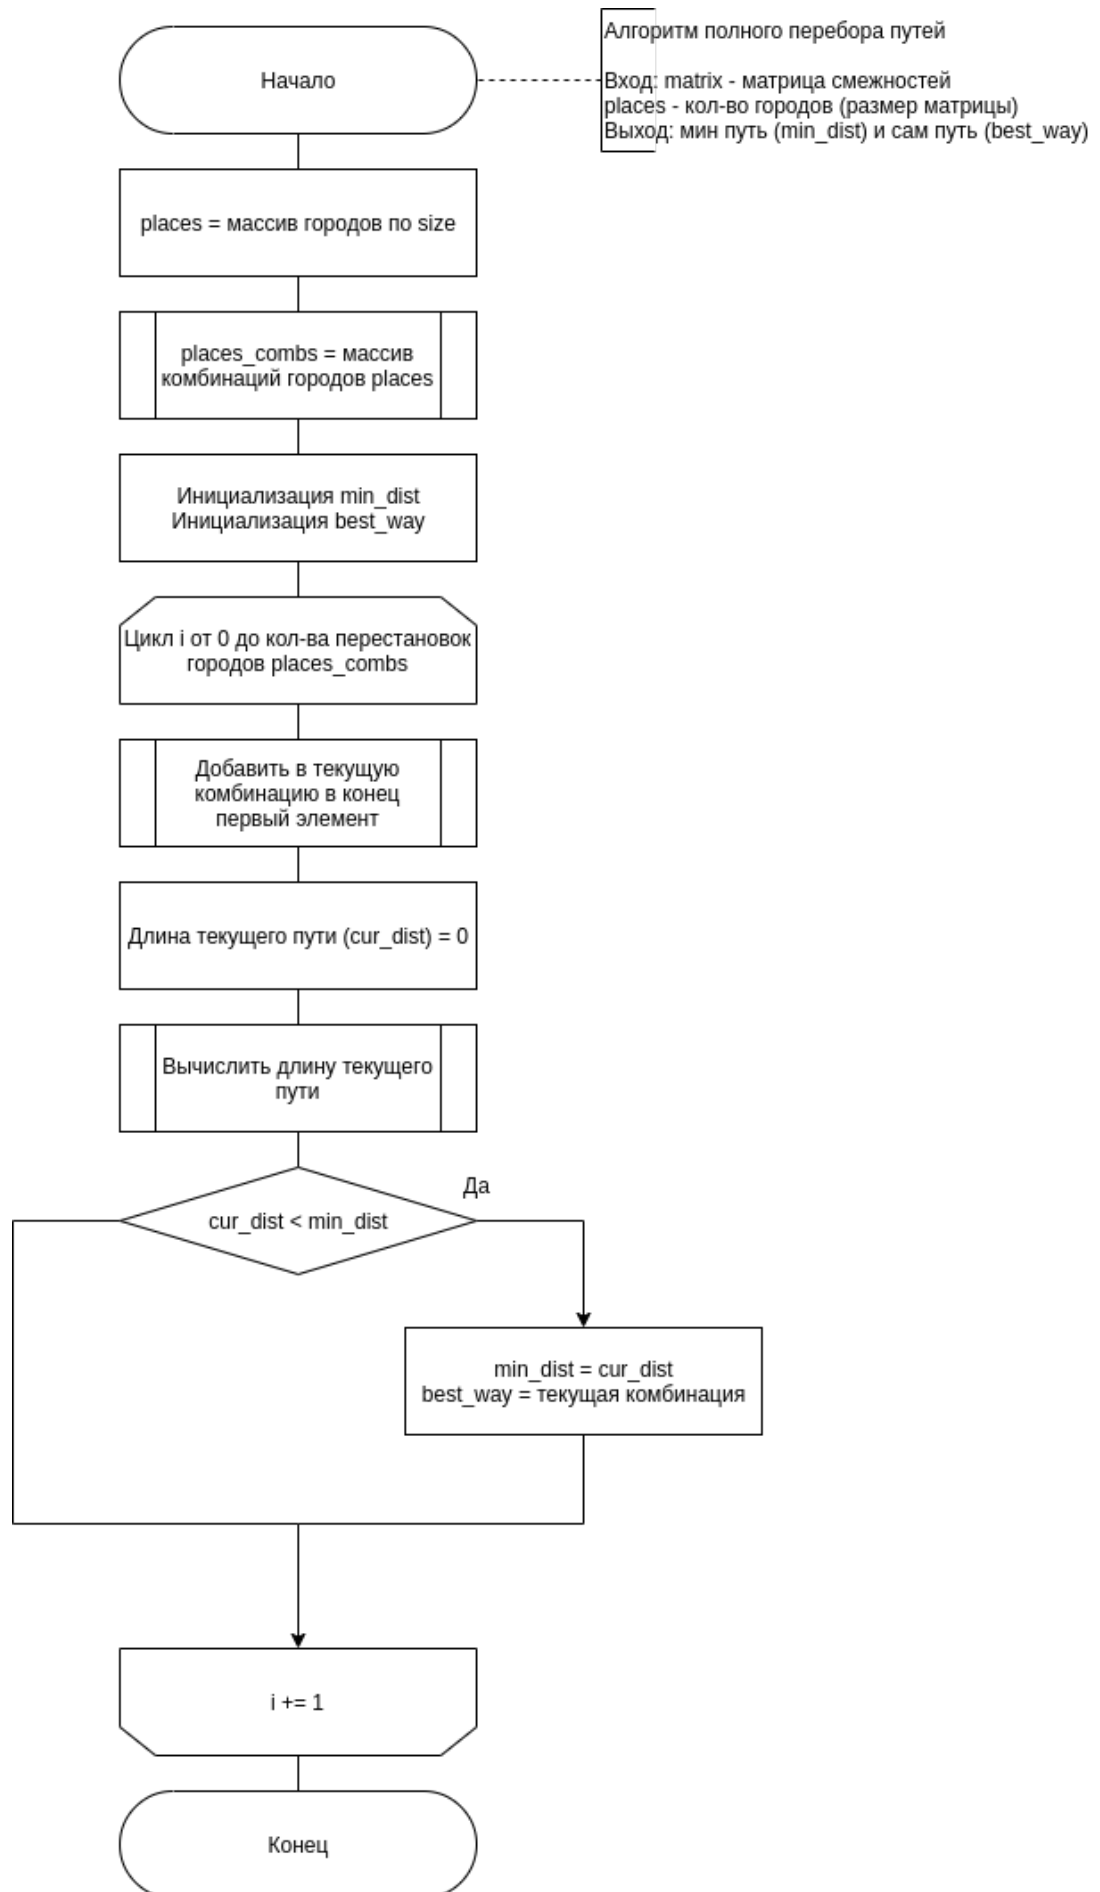 Начало
Алгоритм полного перебора путей
Вход: matrix - матрица смежностей
places - кол-во городов (размер матрицы)
Выход: мин путь (min_dist) и сам путь (best_way)
places = массив городов по size
places_combs = массив
комбинаций городов places
Инициализация min_dist
Инициализация best_way
Цикл i от 0 до кол-ва перестановок
городов places_combs
Добавить в текущую
комбинацию в конец
первый элемент
Длина текущего пути (cur_dist) = 0
Вычислить длину текущего
пути
Да
cur_dist < min_dist
min_dist = cur_dist
best_way = текущая комбинация
i += 1
Конец